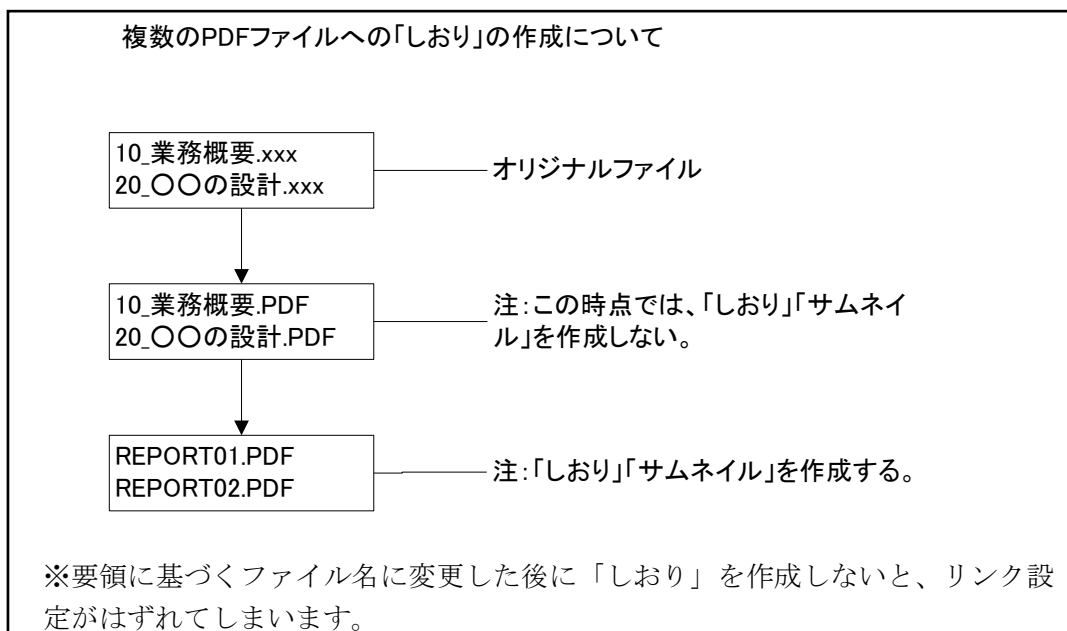 複数のPDFファイルへの「しおり」の作成について
10_業務概要.xxx
20_〇〇の設計.xxx
オリジナルファイル
10_業務概要.PDF
20_〇〇の設計.PDF
注:この時点では、「しおり」「サムネイ
ル」を作成しない。
REPORT01.PDF
REPORT02.PDF
注:「しおり」「サムネイル」を作成する。
※要領に基づくファイル名に変更した後に「しおり」を作成しないと、リンク設
定がはずれてしまいます。